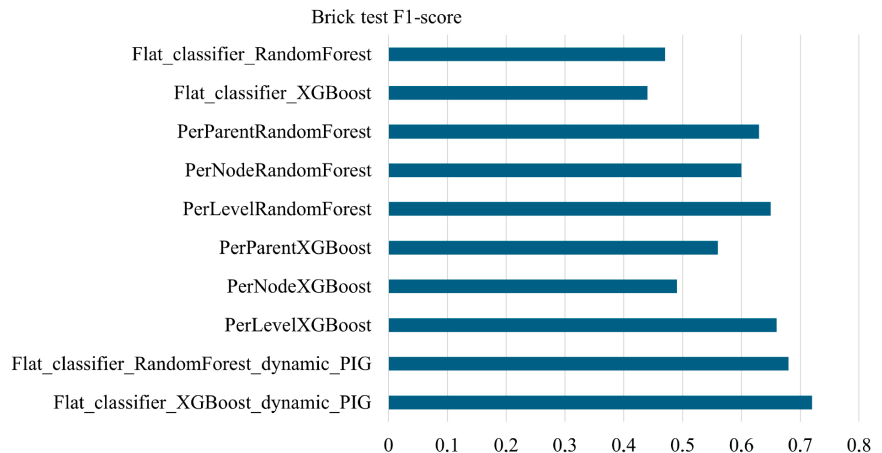 Brick test F1-score
Flat_classifier_RandomForest
Flat_classifier_XGBoost
PerParentRandomForest
PerNodeRandomForest
PerLevelRandomForest
PerParentXGBoost
PerNodeXGBoost
PerLevelXGBoost
Flat_classifier_RandomForest_dynamic_PIG
Flat_classifier_XGBoost_dynamic_PIG
0 0.1 0.2 0.3 0.4 0.5 0.6 0.7 0.8